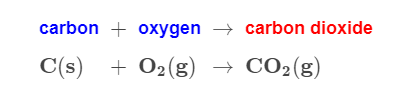 carbon + oxygen → carbon dioxide
C(s) + O₂(g) → CO₂(g)